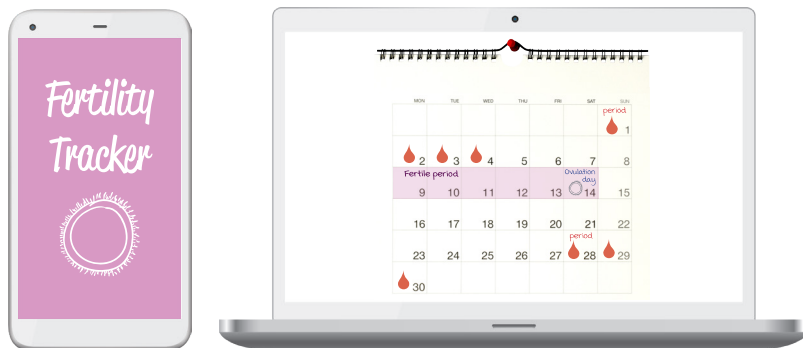 Fertility
Tracker
MON TUE WED THU FRI SAT SUN
period
1
2 3 4 5 6 7 8
Fertile period
Ovulation
day
9 10 11 12 13 14 15
16 17 18 19 20 21 22
period
23 24 25 26 27 28 29
30